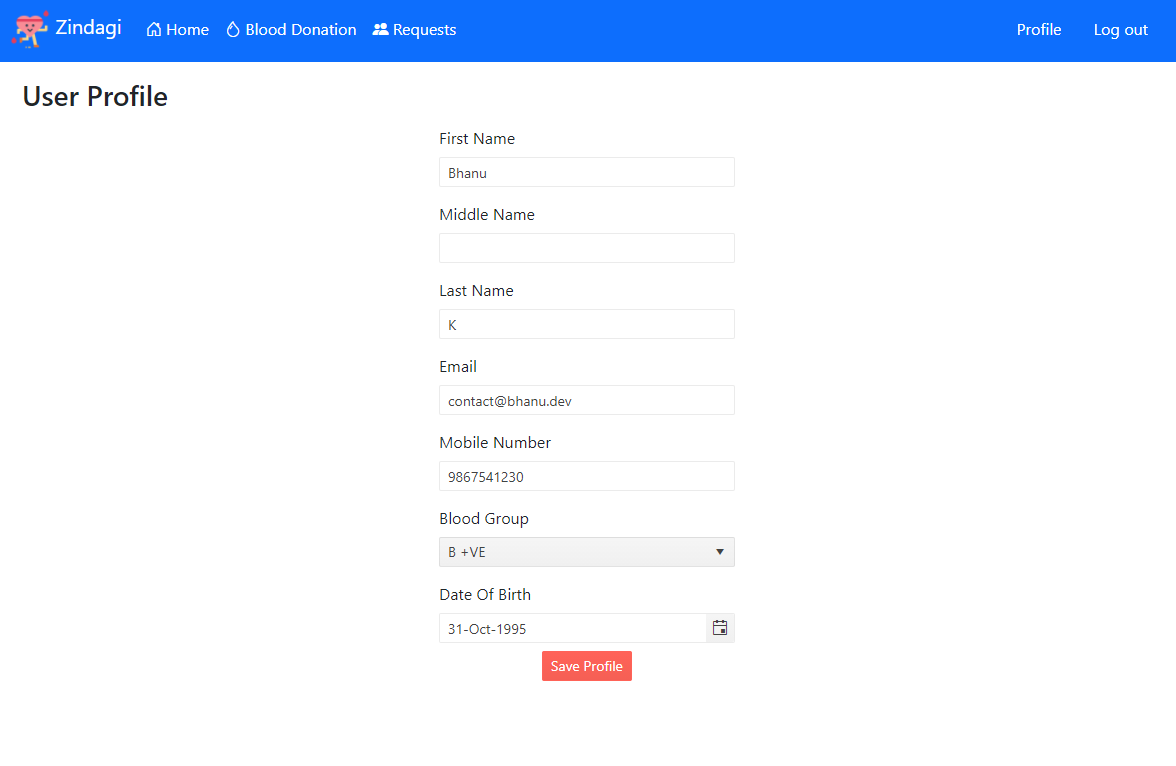 Zindagi Home Blood Donation Requests Profile Log out
User Profile
First Name
Bhanu
Middle Name
Last Name
K
Email
contact@bhanu.dev
Mobile Number
9867541230
Blood Group
B +VE
Date Of Birth
31-Oct-1995
Save Profile